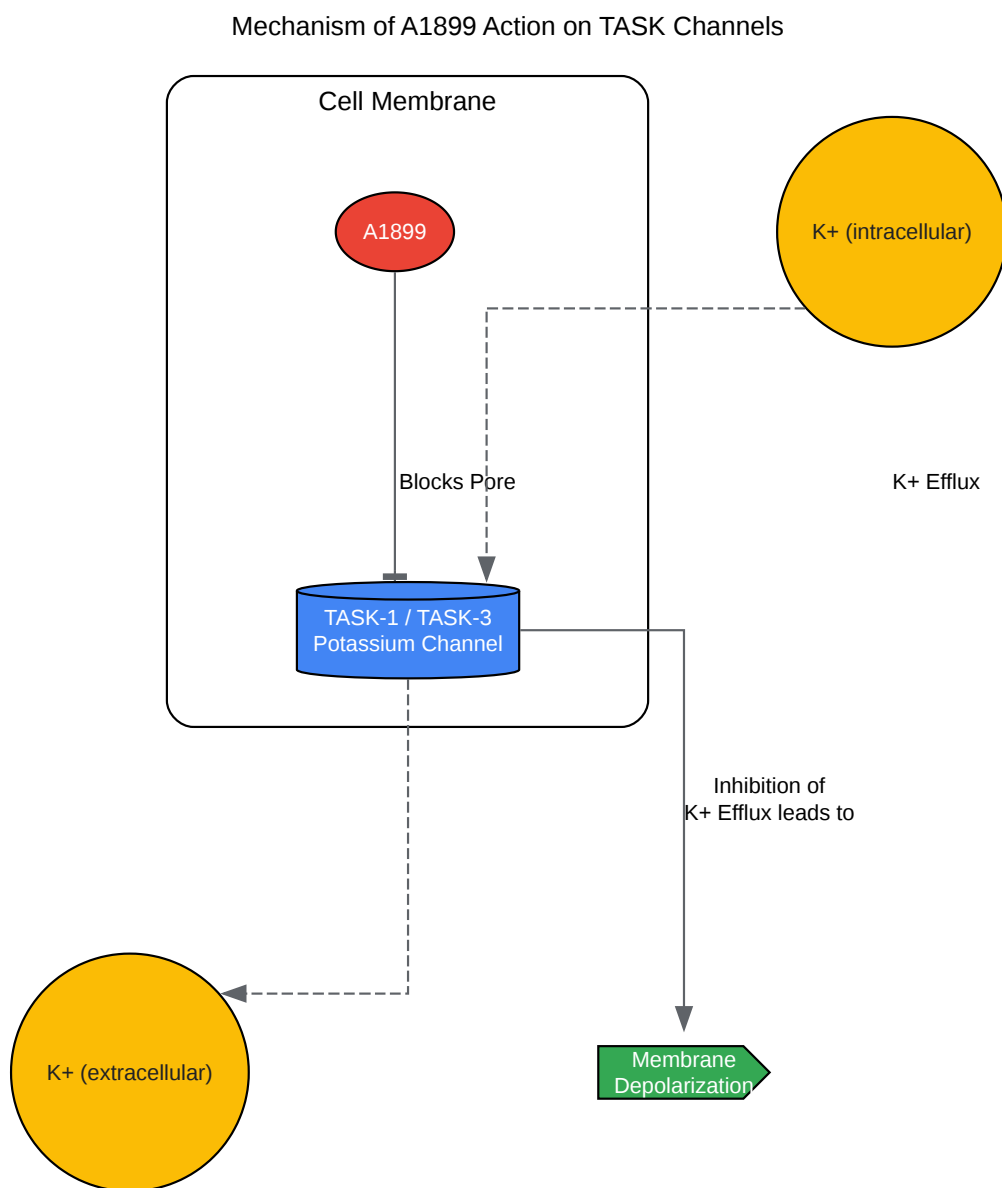 Mechanism of A1899 Action on TASK Channels
Cell Membrane
A1899
K+ (intracellular)
Blocks Pore
K+ Efflux
TASK-1 / TASK-3
Potassium Channel
Inhibition of
K+ Efflux leads to
K+ (extracellular)
Membrane
Depolarization